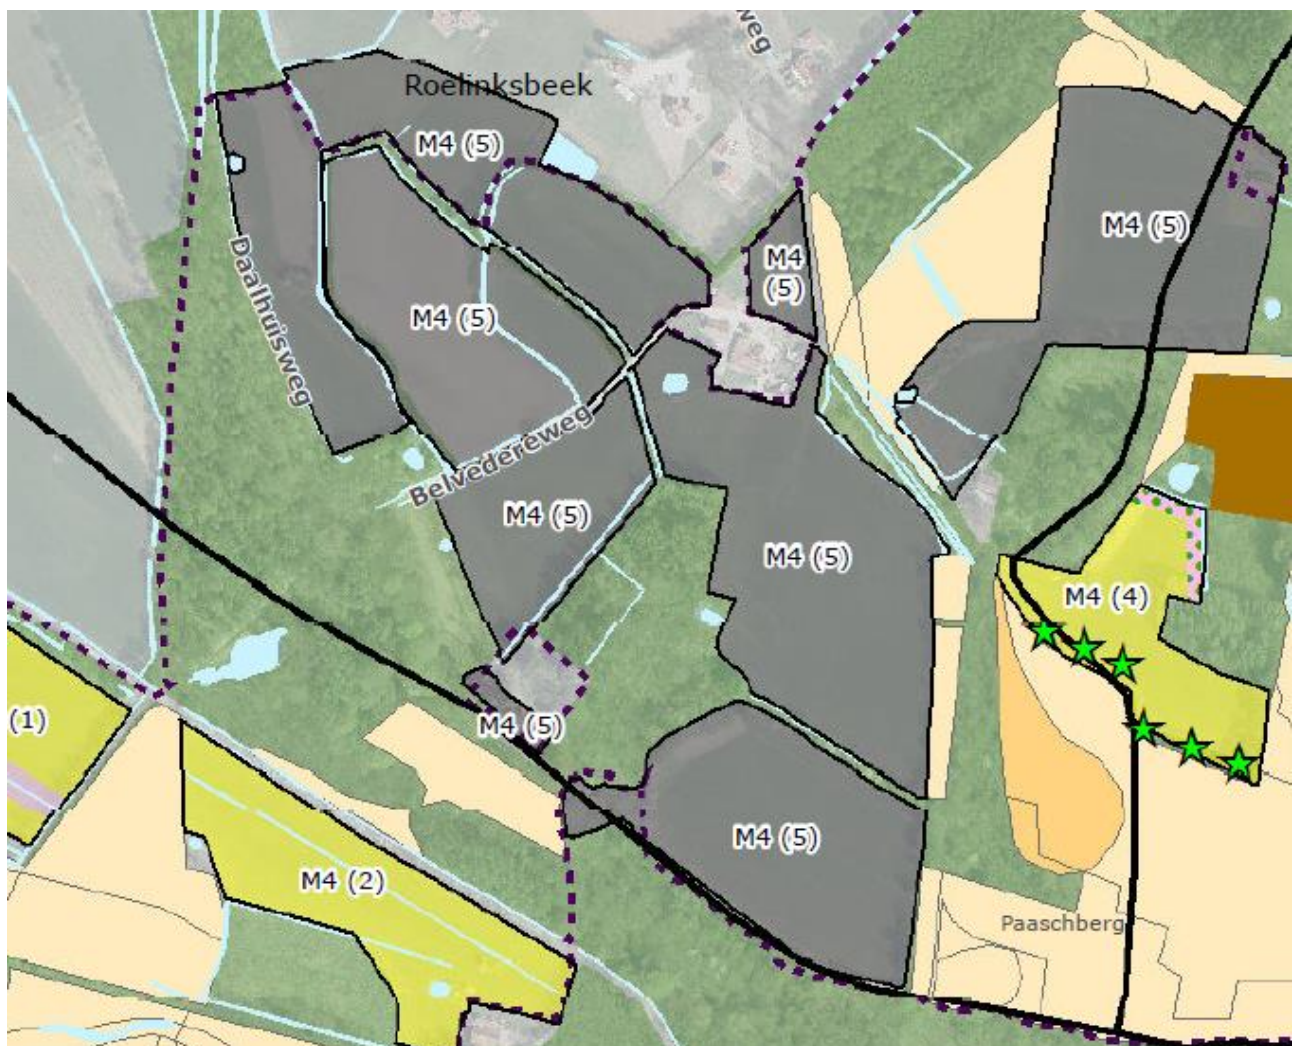 weg
Roelinksbeek
M4 (5)
M4 (5)
M4
(5)
Daalhuisweg
M4 (5)
Belvedereweg
M4 (5)
M4 (5)
M4 (4)
(1)
M4 (5)
M4 (5)
M4 (2)
Paaschberg